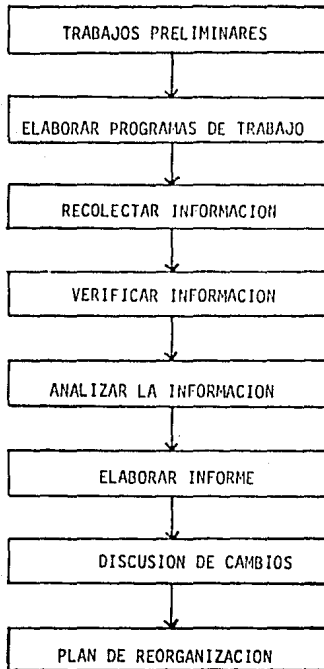 TRABAJOS PRELIMINARES
ELABORAR PROGRAMAS DE TRABAJO
RECOLECTAR INFORMACION
VERIFICAR INFORMACION
ANALIZAR LA INFORMACION
ELABORAR INFORME
DISCUSION DE CAMBIOS
PLAN DE REORGANIZACION